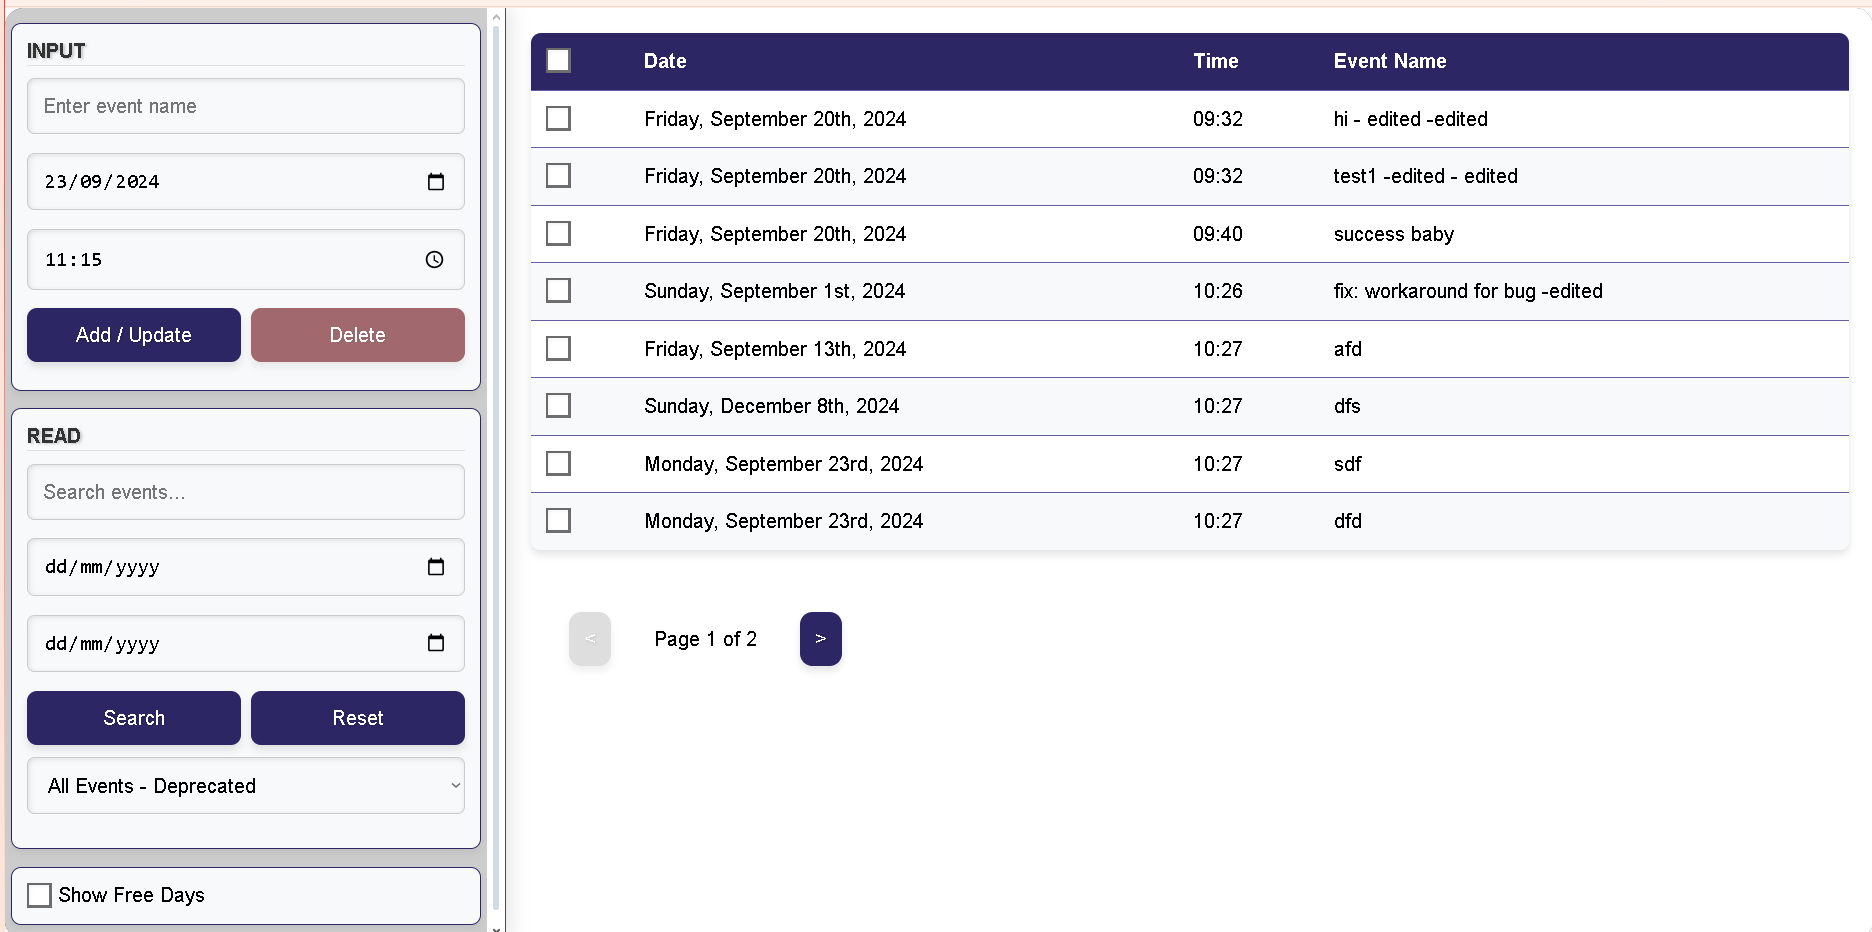 INPUT
Enter event name
23/09/2024
11:15
Add / Update Delete
READ
Search events...
dd/mm/yyyy
dd/mm/yyyy
Search Reset
All Events - Deprecated
Show Free Days
Date Time Event Name
Friday, September 20th, 2024 09:32 hi - edited -edited
Friday, September 20th, 2024 09:32 test1 -edited - edited
Friday, September 20th, 2024 09:40 success baby
Sunday, September 1st, 2024 10:26 fix: workaround for bug -edited
Friday, September 13th, 2024 10:27 afd
Sunday, December 8th, 2024 10:27 dfs
Monday, September 23rd, 2024 10:27 sdf
Monday, September 23rd, 2024 10:27 dfd
< Page 1 of 2 >